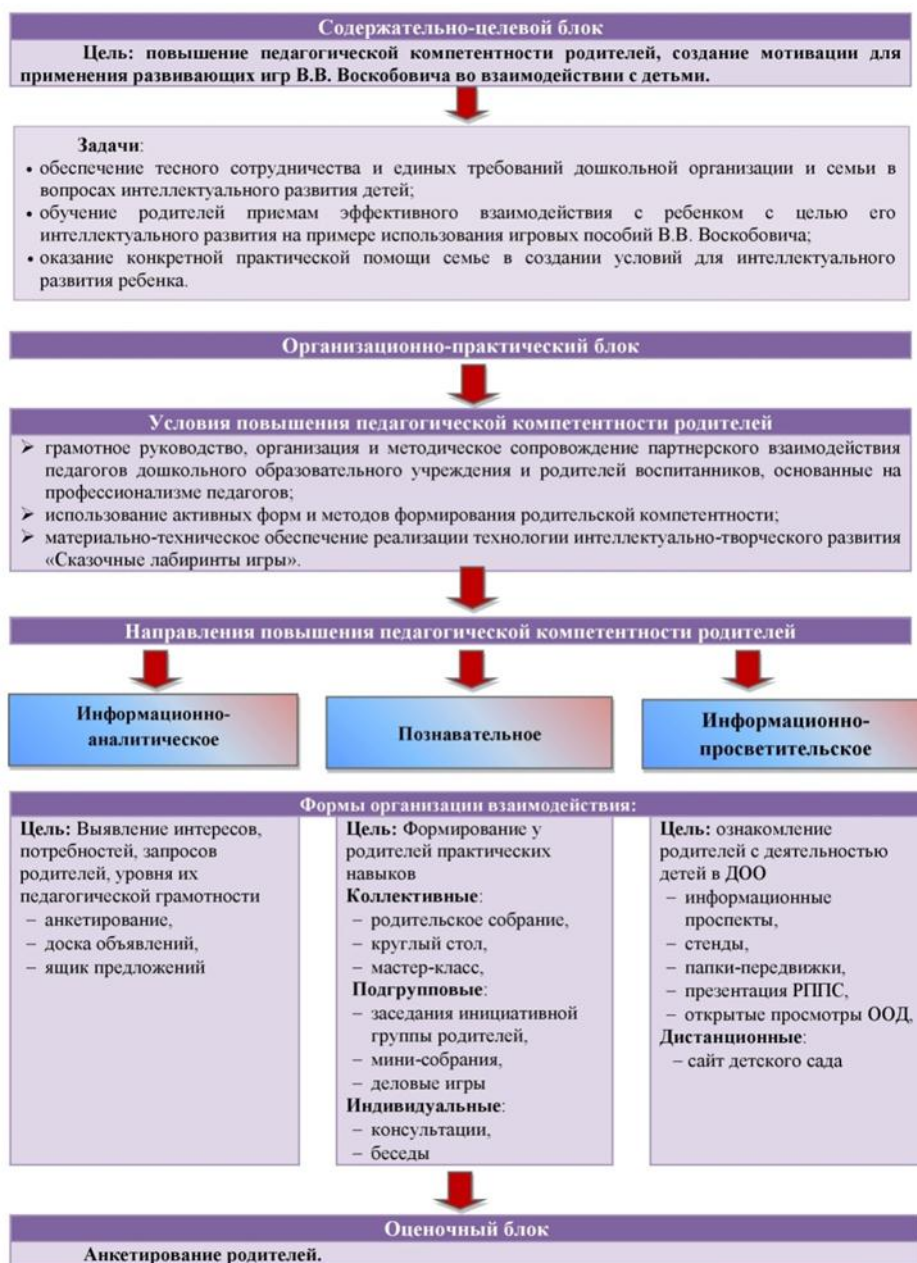 Содержательно-целевой блок
Цель: повышение педагогической компетентности родителей, создание мотивации для
применения развивающих игр В.В. Воскобовича во взаимодействии с детьми.
Задачи:
• обеспечение тесного сотрудничества и единых требований дошкольной организации и семьи в
вопросах интеллектуального развития детей;
• обучение родителей приемам эффективного взаимодействия с ребенком с целью его
интеллектуального развития на примере использования игровых пособий В.В. Воскобовича;
• оказание конкретной практической помощи семье в создании условий для интеллектуального
развития ребенка.
Организационно-практический блок
Условия повышения педагогической компетентности родителей
➢ грамотное руководство, организация и методическое сопровождение партнерского взаимодействия
педагогов дошкольного образовательного учреждения и родителей воспитанников, основанные на
профессионализме педагогов;
➢ использование активных форм и методов формирования родительской компетентности;
➢ материально-техническое обеспечение реализации технологии интеллектуально-творческого развития
«Сказочные лабиринты игры».
Направления повышения педагогической компетентности родителей
Информационно-
аналитическое
Познавательное
Информационно-
просветительское
Формы организации взаимодействия:
Цель: Выявление интересов,
потребностей, запросов
родителей, уровня их
педагогической грамотности
– анкетирование,
– доска объявлений,
– ящик предложений
Цель: Формирование у
родителей практических
навыков
Коллективные:
– родительское собрание,
– круглый стол,
– мастер-класс,
Подгрупповые:
– заседания инициативной
группы родителей,
– мини-собрания,
– деловые игры
Индивидуальные:
– консультации,
– беседы
Цель: ознакомление
родителей с деятельностью
детей в ДОО
– информационные
проспекты,
– стенды,
– папки-передвижки,
– презентация РППС,
– открытые просмотры ООД,
Дистанционные:
– сайт детского сада
Оценочный блок
Анкетирование родителей.